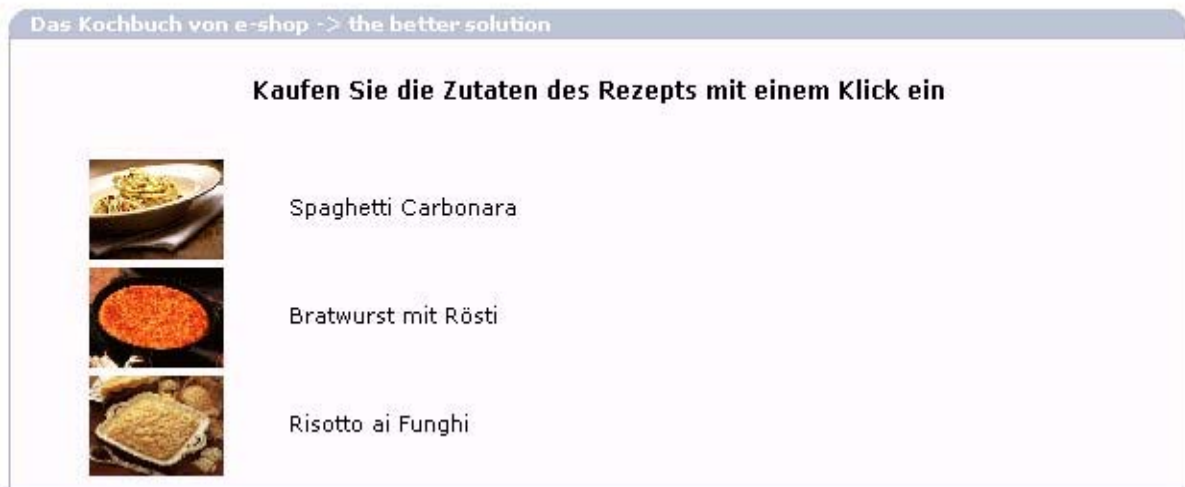 Das Kochbuch von e-shop -> the better solution
Kaufen Sie die Zutaten des Rezepts mit einem Klick ein
Spaghetti Carbonara
Bratwurst mit Rösti
Risotto ai Funghi